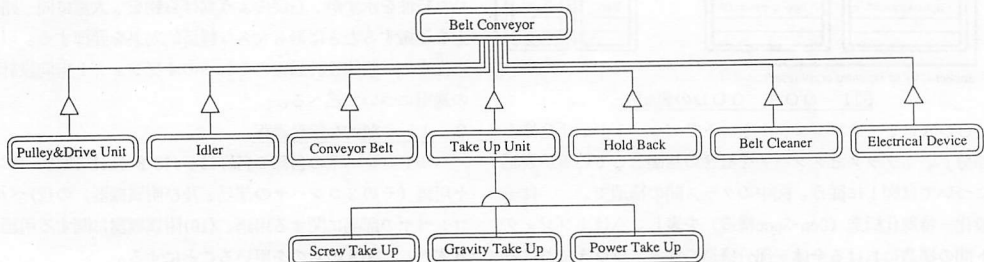 Belt Conveyor
Pulley&Drive Unit
Idler
Conveyor Belt
Take Up Unit
Hold Back
Belt Cleaner
Electrical Device
Screw Take Up
Gravity Take Up
Power Take Up